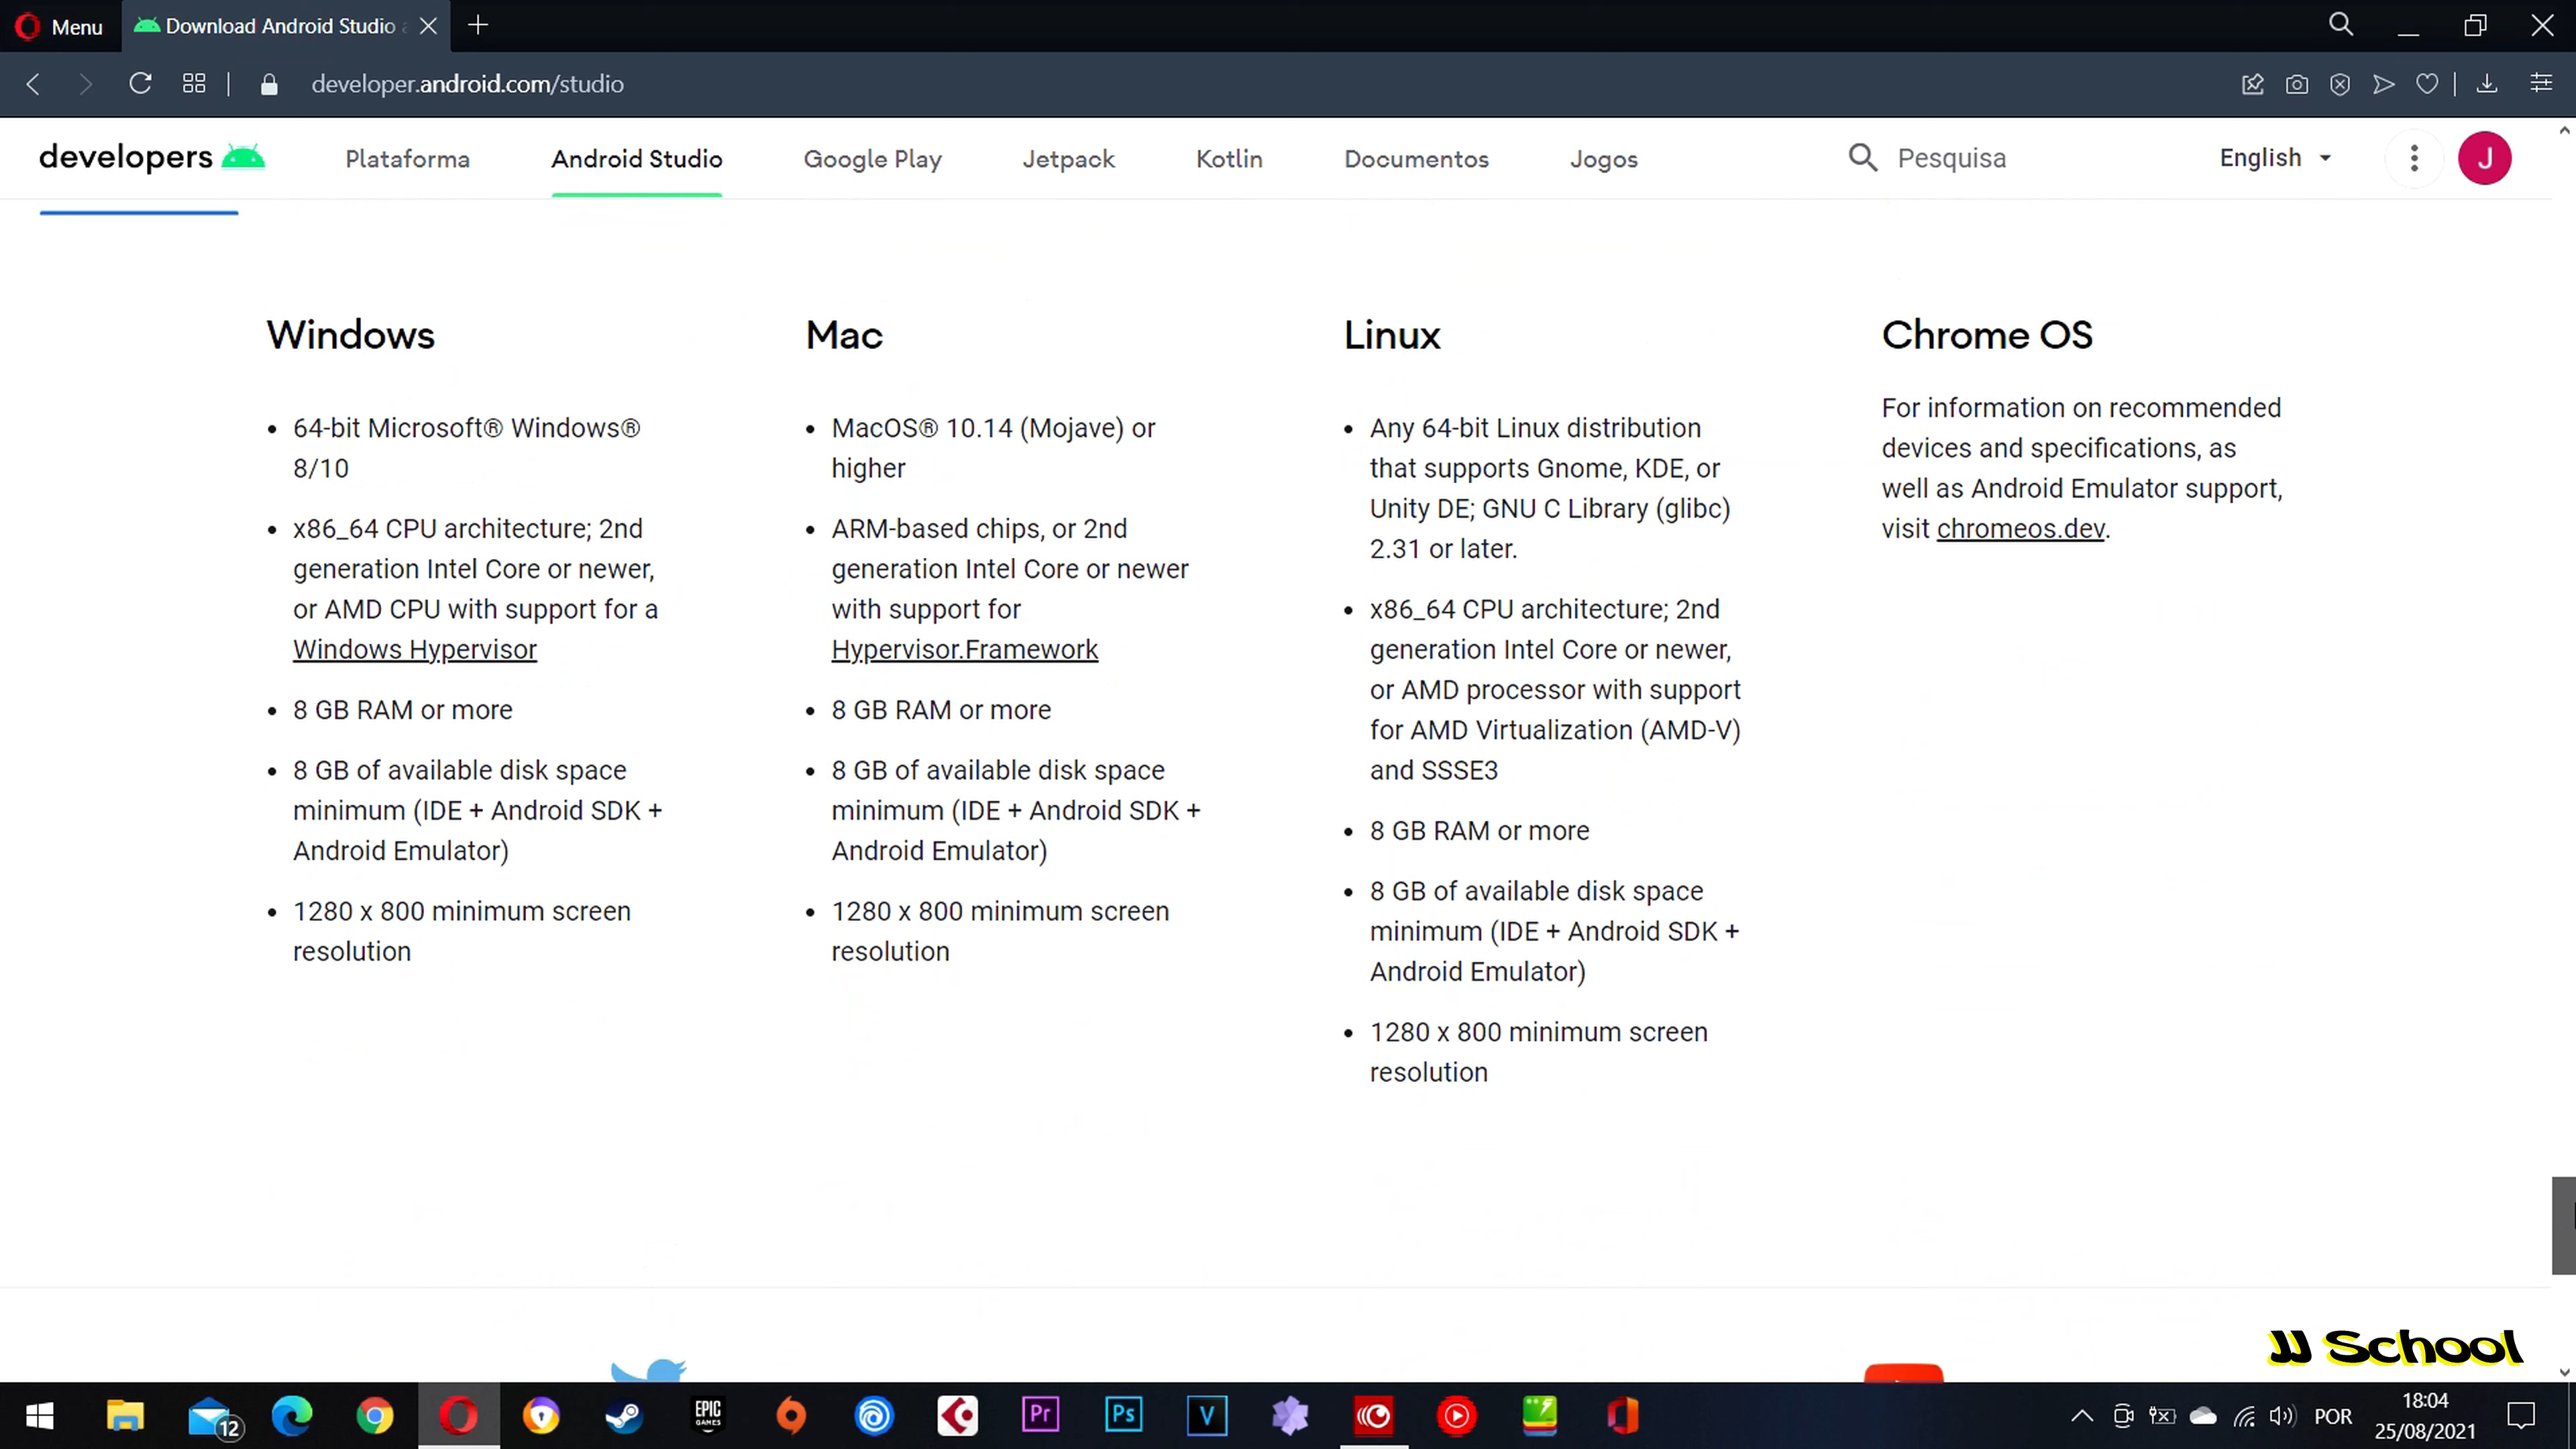 Menu
Download Android Studio
developer.android.com/studio
developers
Plataforma
Android Studio
Google Play
Jetpack
Kotlin
Documentos
Jogos
Pesquisa
English
J
Windows
• 64-bit Microsoft® Windows®
8/10
• x86_64 CPU architecture; 2nd
generation Intel Core or newer,
or AMD CPU with support for a
Windows Hypervisor
• 8 GB RAM or more
• 8 GB of available disk space
minimum (IDE + Android SDK +
Android Emulator)
• 1280 x 800 minimum screen
resolution
Mac
• MacOS® 10.14 (Mojave) or
higher
• ARM-based chips, or 2nd
generation Intel Core or newer
with support for
Hypervisor.Framework
• 8 GB RAM or more
• 8 GB of available disk space
minimum (IDE + Android SDK +
Android Emulator)
• 1280 x 800 minimum screen
resolution
Linux
• Any 64-bit Linux distribution
that supports Gnome, KDE, or
Unity DE; GNU C Library (glibc)
2.31 or later.
• x86_64 CPU architecture; 2nd
generation Intel Core or newer,
or AMD processor with support
for AMD Virtualization (AMD-V)
and SSSE3
• 8 GB RAM or more
• 8 GB of available disk space
minimum (IDE + Android SDK +
Android Emulator)
• 1280 x 800 minimum screen
resolution
Chrome OS
For information on recommended
devices and specifications, as
well as Android Emulator support,
visit chromeos.dev.
JJ School
12
EPIC
GAMES
Pr
Ps
V
POR
18:04
25/08/2021